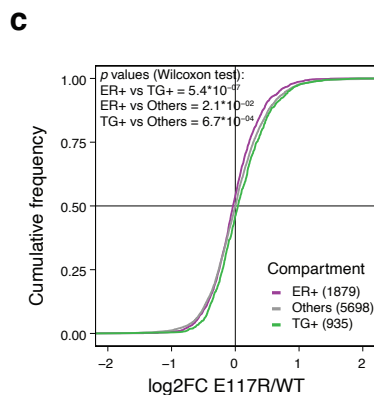 c
p values (Wilcoxon test):
ER+ vs TG+ = 5.4*10⁻⁰⁷
ER+ vs Others = 2.1*10⁻⁰²
TG+ vs Others = 6.7*10⁻⁰⁴
1.00
0.75
0.50
0.25
0.00
Cumulative frequency
Compartment
ER+ (1879)
Others (5698)
TG+ (935)
−2 −1 0 1 2
log2FC E117R/WT